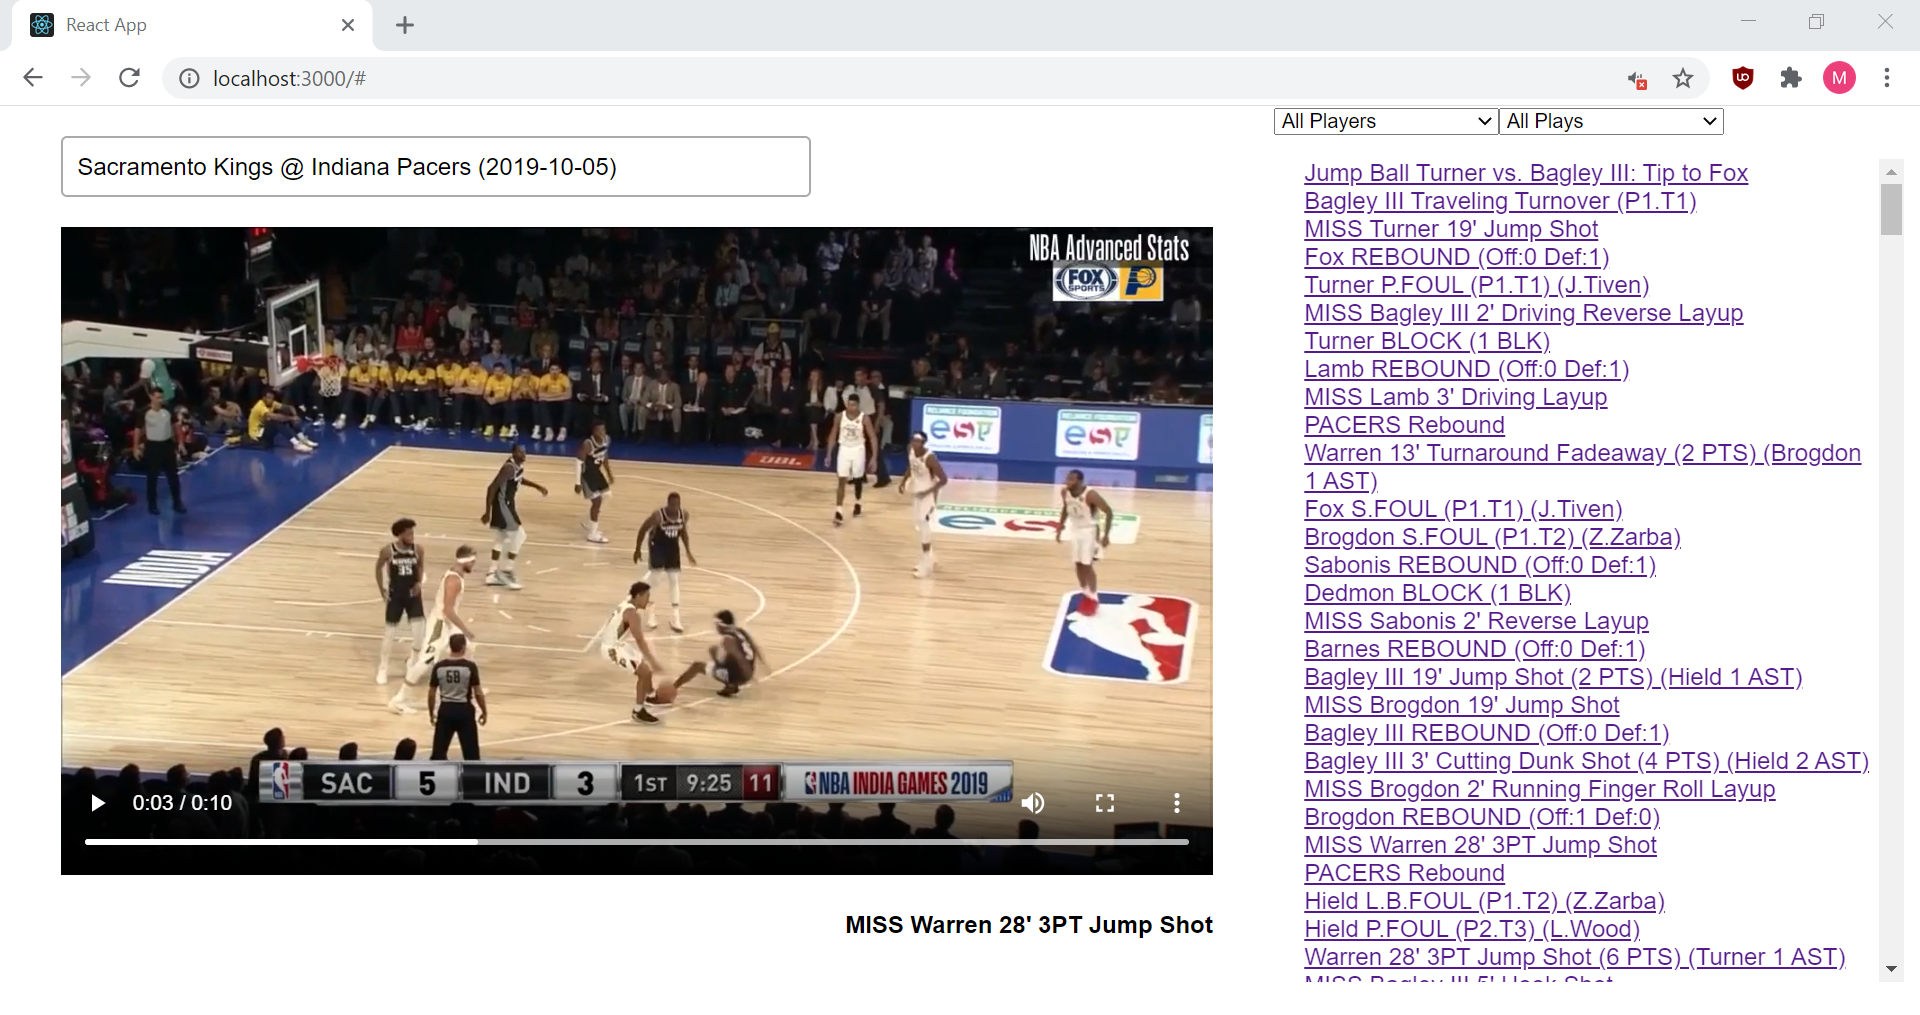 React App
localhost:3000/#
M
All Players
All Plays
Sacramento Kings @ Indiana Pacers (2019-10-05)
NBA Advanced Stats
FOX
SPORTS
JBL
INDIA
KINGS
35
58
SAC 5 IND 3 1ST 9:25 11 NBA INDIA GAMES 2019
0:03 / 0:10
MISS Warren 28' 3PT Jump Shot
Jump Ball Turner vs. Bagley III: Tip to Fox
Bagley III Traveling Turnover (P1.T1)
MISS Turner 19' Jump Shot
Fox REBOUND (Off:0 Def:1)
Turner P.FOUL (P1.T1) (J.Tiven)
MISS Bagley III 2' Driving Reverse Layup
Turner BLOCK (1 BLK)
Lamb REBOUND (Off:0 Def:1)
MISS Lamb 3' Driving Layup
PACERS Rebound
Warren 13' Turnaround Fadeaway (2 PTS) (Brogdon
1 AST)
Fox S.FOUL (P1.T1) (J.Tiven)
Brogdon S.FOUL (P1.T2) (Z.Zarba)
Sabonis REBOUND (Off:0 Def:1)
Dedmon BLOCK (1 BLK)
MISS Sabonis 2' Reverse Layup
Barnes REBOUND (Off:0 Def:1)
Bagley III 19' Jump Shot (2 PTS) (Hield 1 AST)
MISS Brogdon 19' Jump Shot
Bagley III REBOUND (Off:0 Def:1)
Bagley III 3' Cutting Dunk Shot (4 PTS) (Hield 2 AST)
MISS Brogdon 2' Running Finger Roll Layup
Brogdon REBOUND (Off:1 Def:0)
MISS Warren 28' 3PT Jump Shot
PACERS Rebound
Hield L.B.FOUL (P1.T2) (Z.Zarba)
Hield P.FOUL (P2.T3) (L.Wood)
Warren 28' 3PT Jump Shot (6 PTS) (Turner 1 AST)
MISS Bagley III 5' Hook Shot